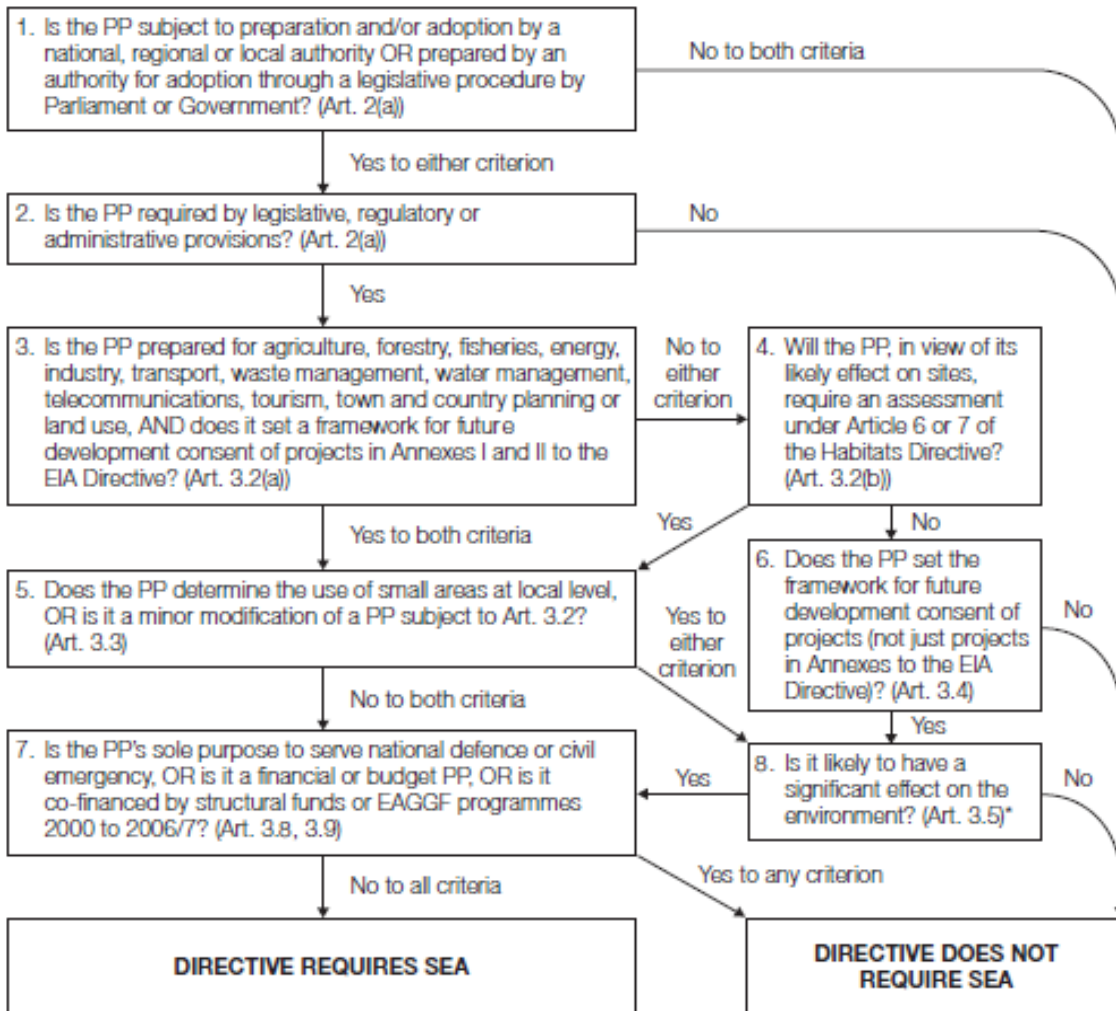 1. Is the PP subject to preparation and/or adoption by a
national, regional or local authority OR prepared by an
authority for adoption through a legislative procedure by
Parliament or Government? (Art. 2(a))
No to both criteria
Yes to either criterion
2. Is the PP required by legislative, regulatory or
administrative provisions? (Art. 2(a))
No
Yes
3. Is the PP prepared for agriculture, forestry, fisheries, energy,
industry, transport, waste management, water management,
telecommunications, tourism, town and country planning or
land use, AND does it set a framework for future
development consent of projects in Annexes I and II to the
EIA Directive? (Art. 3.2(a))
No to
either
criterion
4. Will the PP, in view of its
likely effect on sites,
require an assessment
under Article 6 or 7 of
the Habitats Directive?
(Art. 3.2(b))
Yes to both criteria
Yes
No
5. Does the PP determine the use of small areas at local level,
OR is it a minor modification of a PP subject to Art. 3.2?
(Art. 3.3)
Yes to
either
criterion
6. Does the PP set the
framework for future
development consent of
projects (not just projects
in Annexes to the EIA
Directive)? (Art. 3.4)
No
No to both criteria
Yes
7. Is the PP's sole purpose to serve national defence or civil
emergency, OR is it a financial or budget PP, OR is it
co-financed by structural funds or EAGGF programmes
2000 to 2006/7? (Art. 3.8, 3.9)
Yes
8. Is it likely to have a
significant effect on the
environment? (Art. 3.5)*
No
No to all criteria
Yes to any criterion
DIRECTIVE REQUIRES SEA
DIRECTIVE DOES NOT
REQUIRE SEA